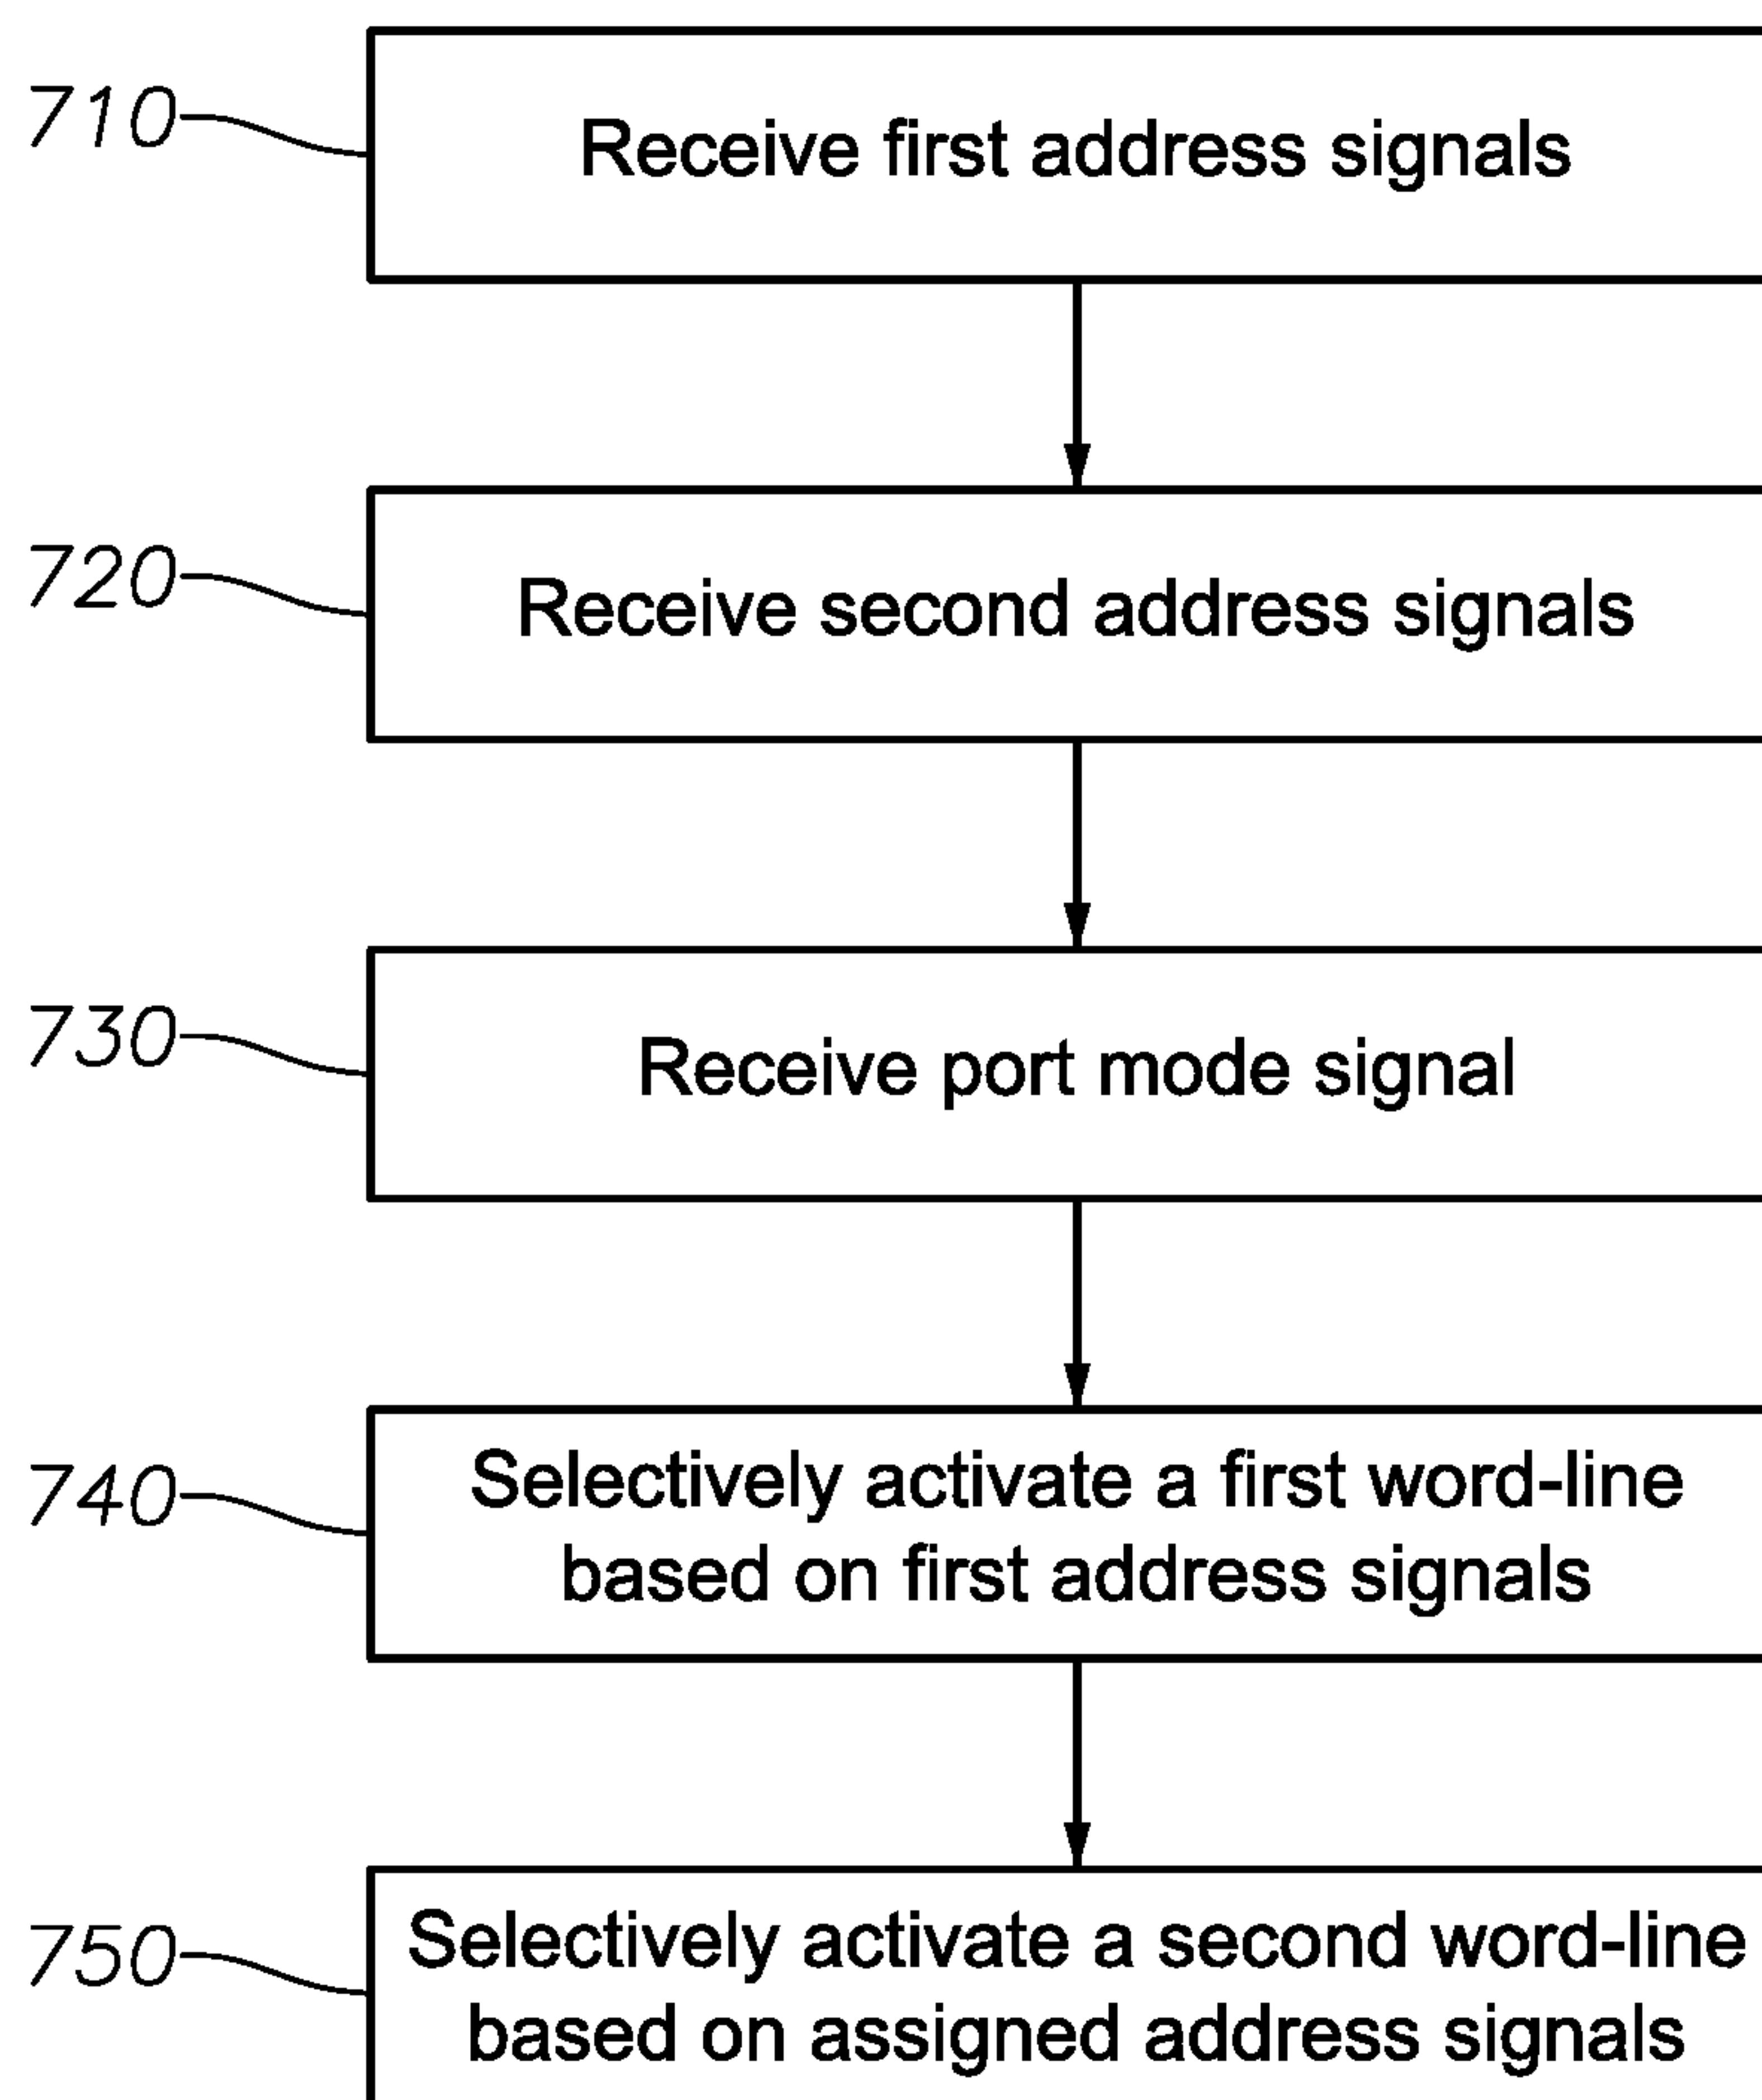 710
Receive first address signals
720
Receive second address signals
730
Receive port mode signal
740
Selectively activate a first word-line
based on first address signals
750
Selectively activate a second word-line
based on assigned address signals